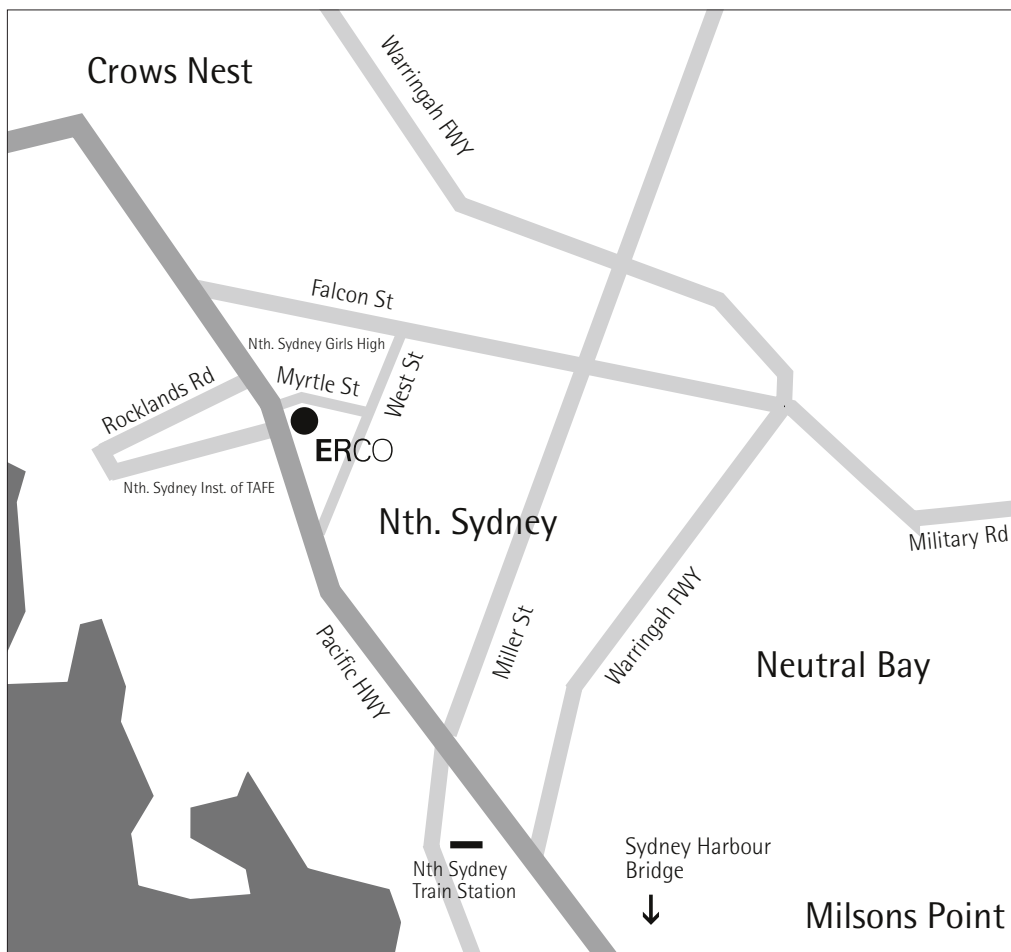 Crows Nest
Warringah FWY
Falcon St
Nth. Sydney Girls High
Myrtle St
West St
Rocklands Rd
ERCO
Nth. Sydney Inst. of TAFE
Nth. Sydney
Military Rd
Miller St
Warringah FWY
Pacific HWY
Neutral Bay
Sydney Harbour
Bridge
Nth Sydney
Train Station
Milsons Point